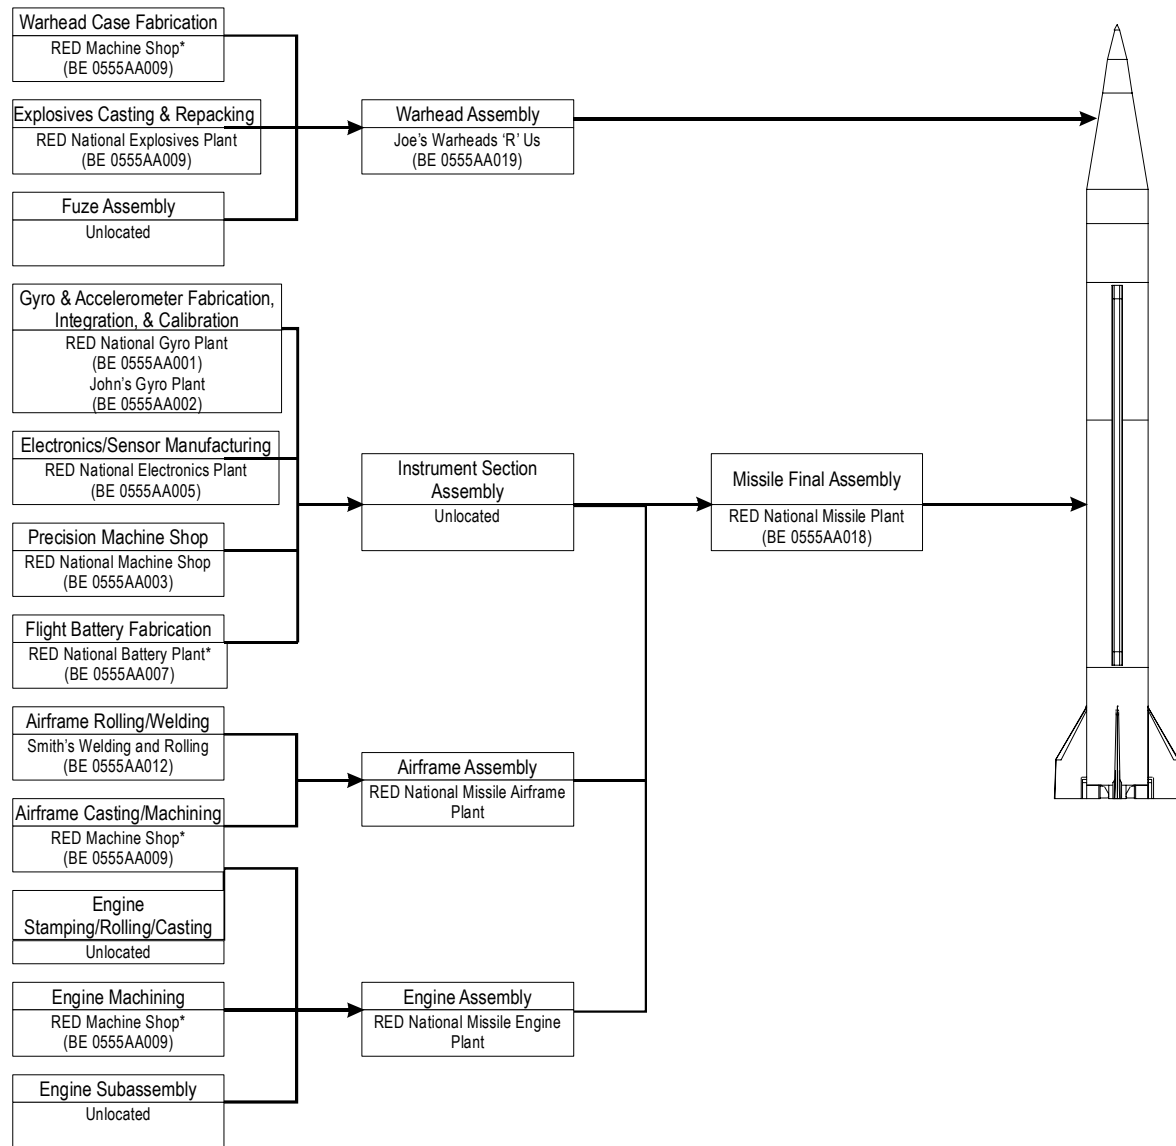 Warhead Case Fabrication
RED Machine Shop*
(BE 0555AA009)
Explosives Casting & Repacking
RED National Explosives Plant
(BE 0555AA009)
Fuze Assembly
Unlocated
Warhead Assembly
Joe's Warheads 'R' Us
(BE 0555AA019)
Gyro & Accelerometer Fabrication,
Integration, & Calibration
RED National Gyro Plant
(BE 0555AA001)
John's Gyro Plant
(BE 0555AA002)
Electronics/Sensor Manufacturing
RED National Electronics Plant
(BE 0555AA005)
Precision Machine Shop
RED National Machine Shop
(BE 0555AA003)
Flight Battery Fabrication
RED National Battery Plant*
(BE 0555AA007)
Instrument Section
Assembly
Unlocated
Missile Final Assembly
RED National Missile Plant
(BE 0555AA018)
Airframe Rolling/Welding
Smith's Welding and Rolling
(BE 0555AA012)
Airframe Casting/Machining
RED Machine Shop*
(BE 0555AA009)
Airframe Assembly
RED National Missile Airframe
Plant
Engine
Stamping/Rolling/Casting
Unlocated
Engine Machining
RED Machine Shop*
(BE 0555AA009)
Engine Subassembly
Unlocated
Engine Assembly
RED National Missile Engine
Plant